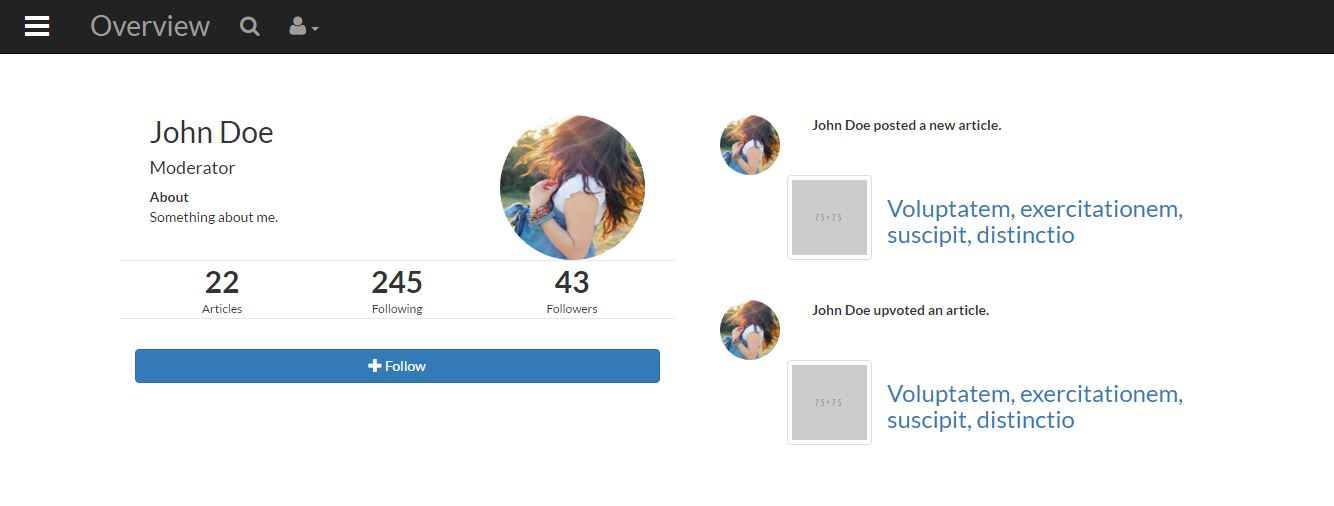 Overview
John Doe
Moderator
About
Something about me.
22
Articles
245
Following
43
Followers
Follow
John Doe posted a new article.
75×75
Voluptatem, exercitationem,
suscipit, distinctio
John Doe upvoted an article.
75×75
Voluptatem, exercitationem,
suscipit, distinctio